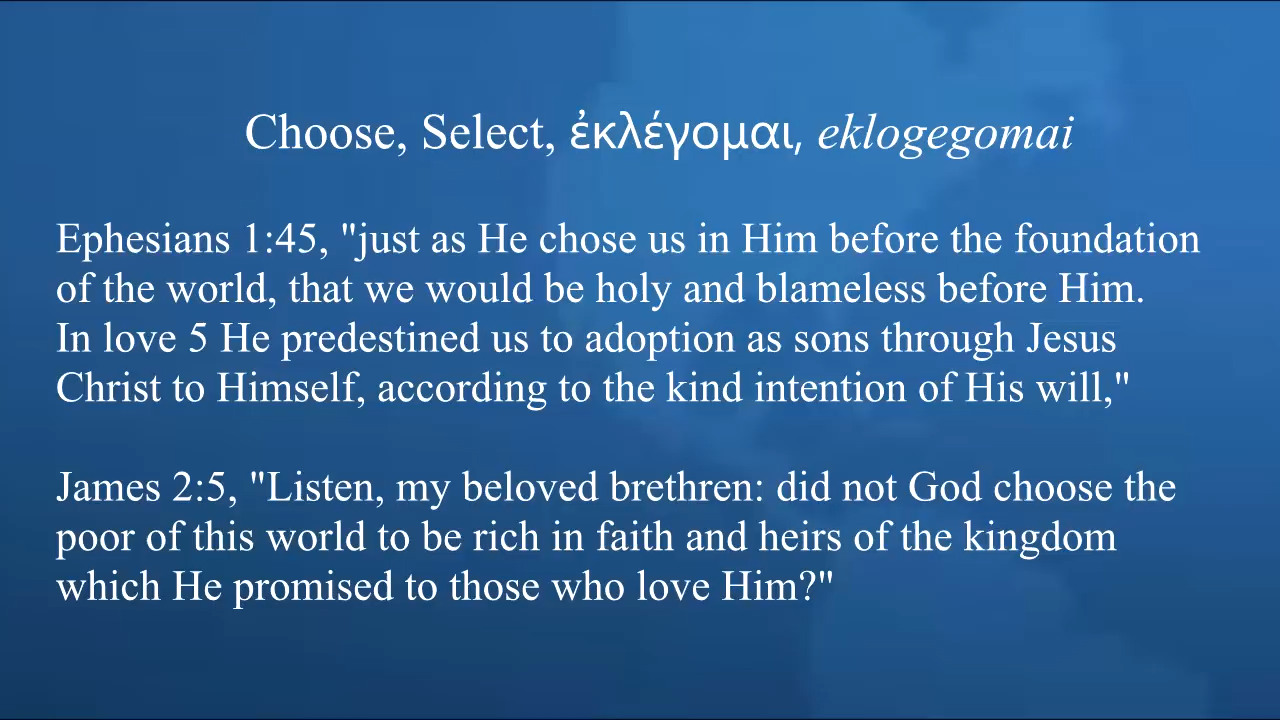 Choose, Select, ἐκλέγομαι, eklogegomai
Ephesians 1:45, "just as He chose us in Him before the foundation
of the world, that we would be holy and blameless before Him.
In love 5 He predestined us to adoption as sons through Jesus
Christ to Himself, according to the kind intention of His will,"
James 2:5, "Listen, my beloved brethren: did not God choose the
poor of this world to be rich in faith and heirs of the kingdom
which He promised to those who love Him?"